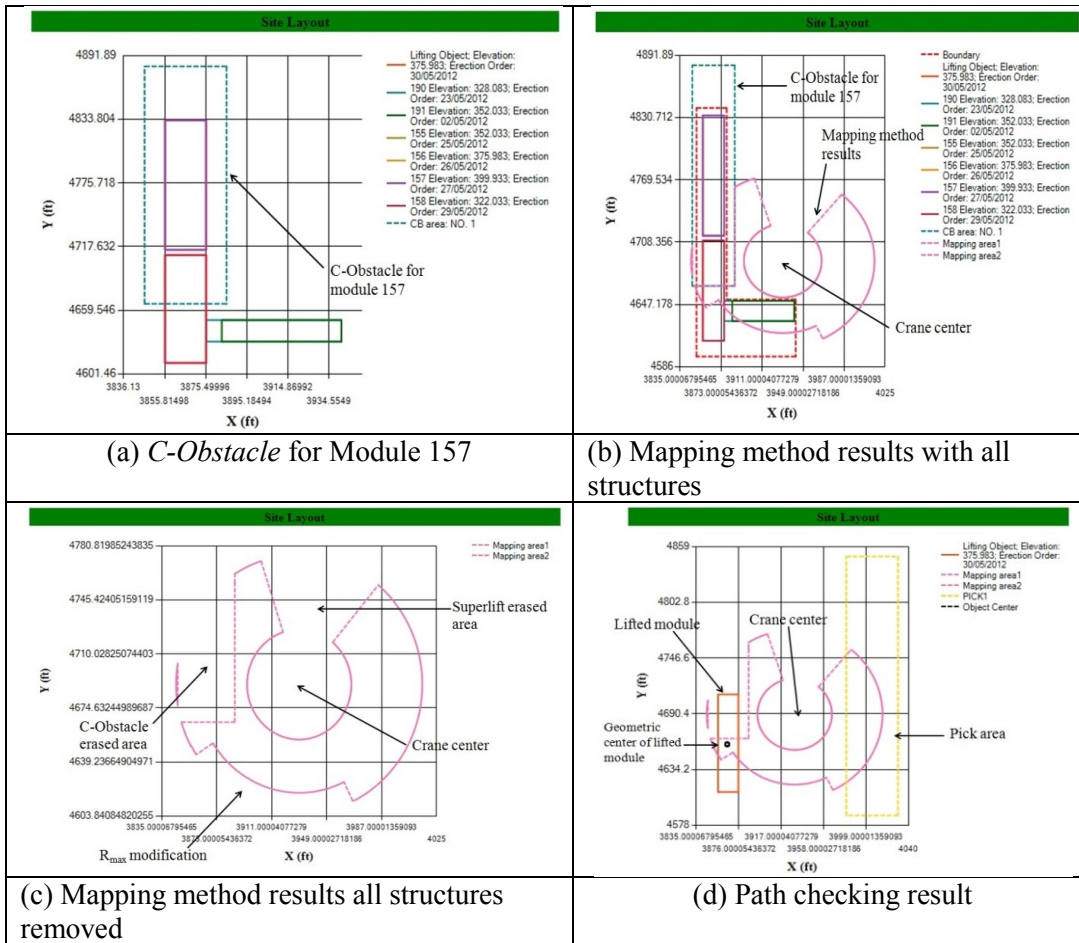 Site Layout
4891.89
4833.804
4775.718
4717.632
4659.546
4601.46
Y (ft)
3836.13
3875.49996
3914.86992
3855.81498
3895.18494
3934.5549
X (ft)
C-Obstacle for
module 157
Lifting Object; Elevation:
375.983; Erection Order:
30/05/2012
190 Elevation: 328.083; Erection
Order: 23/05/2012
191 Elevation: 352.033; Erection
Order: 02/05/2012
155 Elevation: 352.033; Erection
Order: 25/05/2012
156 Elevation: 375.983; Erection
Order: 26/05/2012
157 Elevation: 399.933; Erection
Order: 27/05/2012
158 Elevation: 322.033; Erection
Order: 29/05/2012
CB area: NO. 1
(a) C-Obstacle for Module 157
Site Layout
4891.89
4830.712
4769.534
4708.356
4647.178
4586
Y (ft)
3835.00006795465
3911.00004077279
3987.00001359093
3873.00005436372
3949.00002718186
4025
X (ft)
C-Obstacle for
module 157
Mapping method
results
Crane center
Boundary
Lifting Object; Elevation:
375.983; Erection Order:
30/05/2012
190 Elevation: 328.083; Erection
Order: 23/05/2012
191 Elevation: 352.033; Erection
Order: 02/05/2012
155 Elevation: 352.033; Erection
Order: 25/05/2012
156 Elevation: 375.983; Erection
Order: 26/05/2012
157 Elevation: 399.933; Erection
Order: 27/05/2012
158 Elevation: 322.033; Erection
Order: 29/05/2012
CB area: NO. 1
Mapping area1
Mapping area2
(b) Mapping method results with all
structures
Site Layout
4780.81985243835
4745.42405159119
4710.02825074403
4674.63244989687
4639.23664904971
4603.84084820255
Y (ft)
3835.00006795465
3911.00004077279
3987.00001359093
3873.00005436372
3949.00002718186
4025
X (ft)
Mapping area1
Mapping area2
Superlift erased
area
C-Obstacle
erased area
Crane center
Rmax modification
(c) Mapping method results all structures
removed
Site Layout
4859
4802.8
4746.6
4690.4
4634.2
4578
Y (ft)
3835.00006795465
3917.00004077279
3999.00001359093
3876.00005436372
3958.00002718186
4040
X (ft)
Lifting Object; Elevation:
375.983; Erection Order:
30/05/2012
Mapping area1
Mapping area2
PICK1
Object Center
Lifted module
Crane center
Geometric
center of lifted
module
Pick area
(d) Path checking result